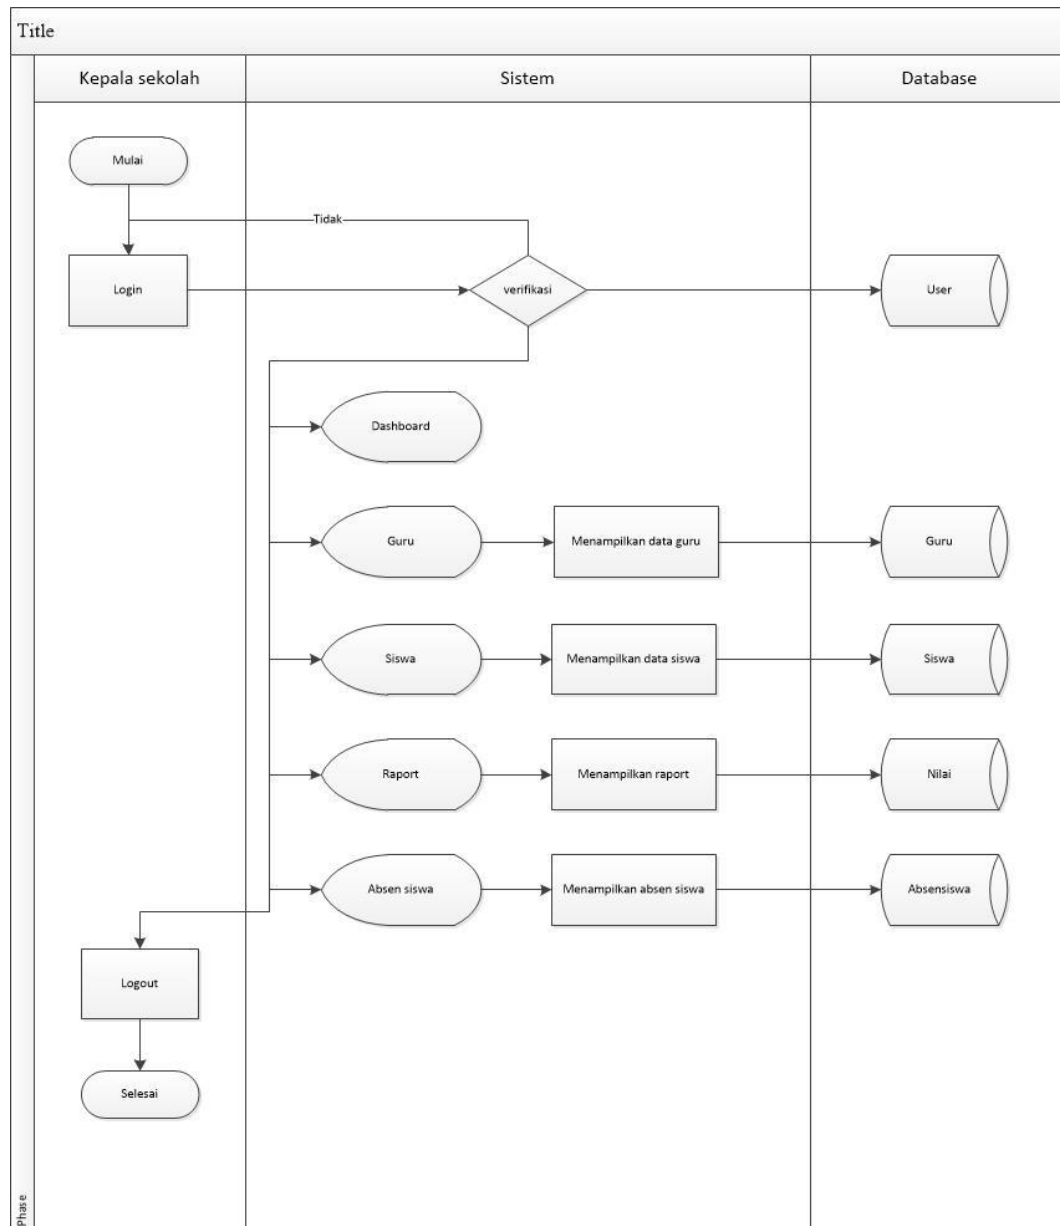 Title
Kepala sekolah
Sistem
Database
Mulai
Tidak
Login
verifikasi
User
Dashboard
Guru
Menampilkan data guru
Guru
Siswa
Menampilkan data siswa
Siswa
Raport
Menampilkan raport
Nilai
Absen siswa
Menampilkan absen siswa
Absensiswa
Logout
Selesai
Phase